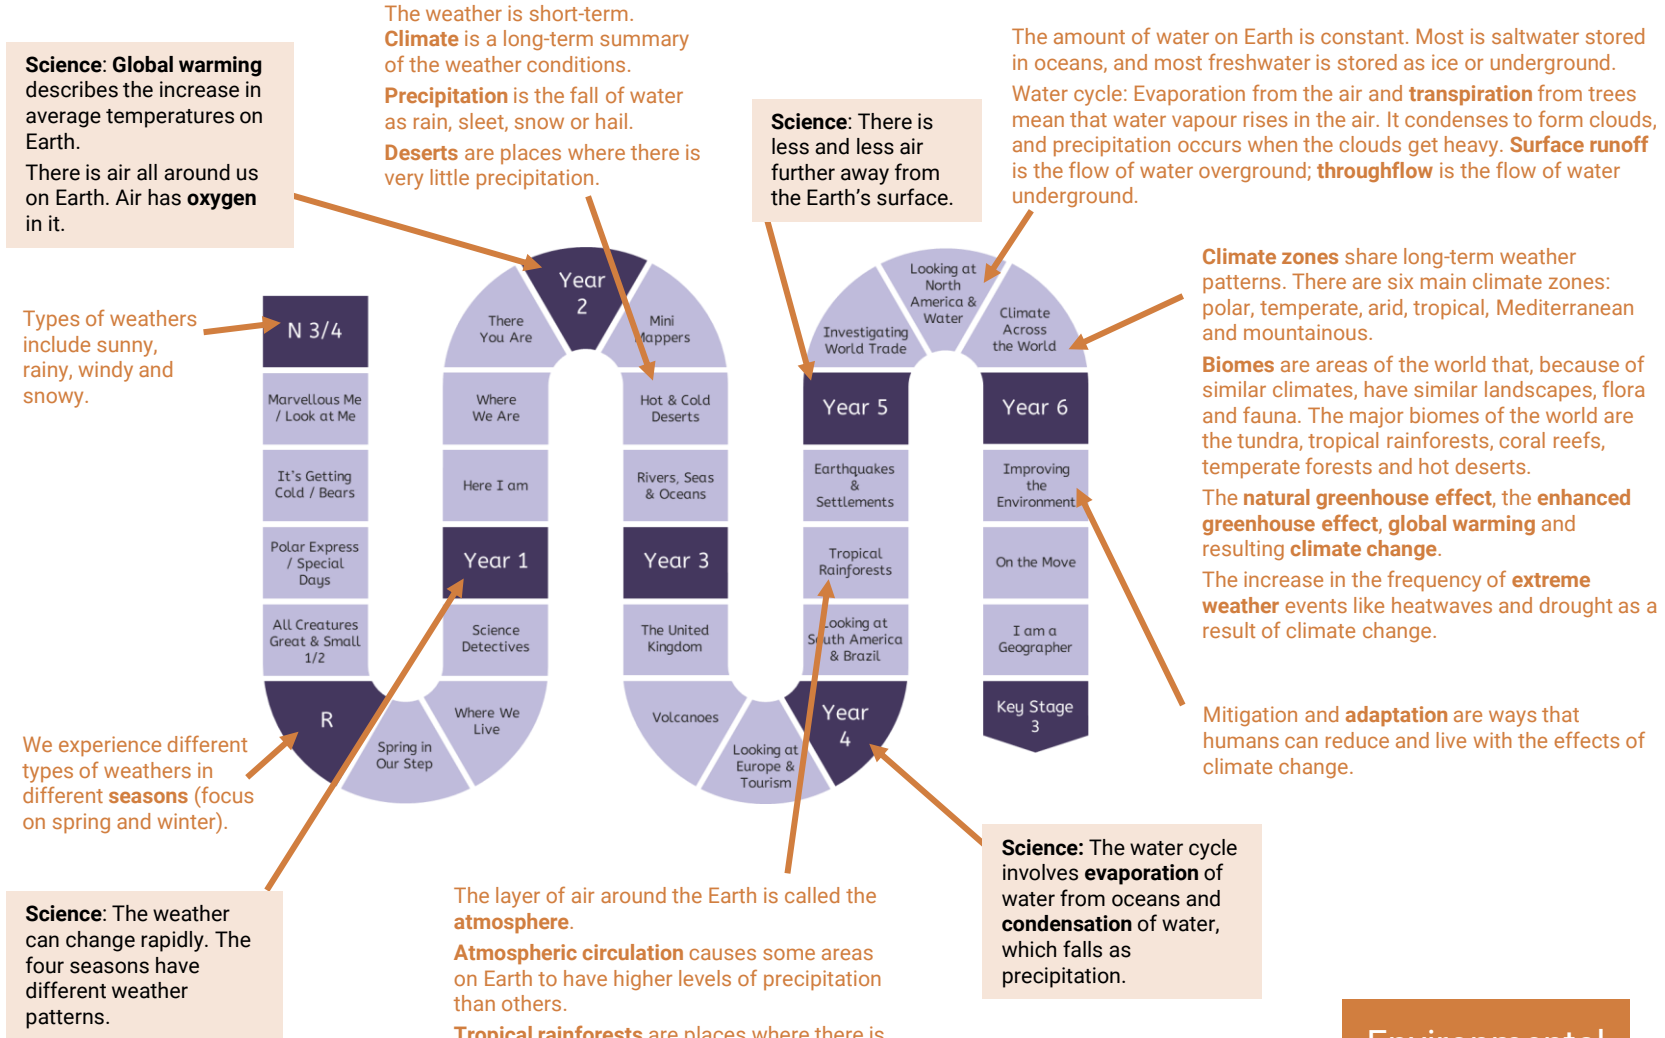 The weather is short-term.
Climate is a long-term summary
of the weather conditions.
Precipitation is the fall of water
as rain, sleet, snow or hail.
Deserts are places where there is
very little precipitation.
Science: Global warming
describes the increase in
average temperatures on
Earth.
There is air all around us
on Earth. Air has oxygen
in it.
Science: There is
less and less air
further away from
the Earth's surface.
The amount of water on Earth is constant. Most is saltwater stored
in oceans, and most freshwater is stored as ice or underground.
Water cycle: Evaporation from the air and transpiration from trees
mean that water vapour rises in the air. It condenses to form clouds,
and precipitation occurs when the clouds get heavy. Surface runoff
is the flow of water overground; throughflow is the flow of water
underground.
Climate zones share long-term weather
patterns. There are six main climate zones:
polar, temperate, arid, tropical, Mediterranean
and mountainous.
Biomes are areas of the world that, because of
similar climates, have similar landscapes, flora
and fauna. The major biomes of the world are
the tundra, tropical rainforests, coral reefs,
temperate forests and hot deserts.
The natural greenhouse effect, the enhanced
greenhouse effect, global warming and
resulting climate change.
The increase in the frequency of extreme
weather events like heatwaves and drought as a
result of climate change.
Mitigation and adaptation are ways that
humans can reduce and live with the effects of
climate change.
Types of weathers
include sunny,
rainy, windy and
snowy.
N 3/4
Marvellous Me
/ Look at Me
It's Getting
Cold / Bears
Polar Express
/ Special
Days
All Creatures
Great & Small
1/2
R
Spring in
Our Step
Where We
Live
Science
Detectives
Year 1
Here I am
Where
We Are
There
You Are
Year
2
Mini
Mappers
Hot & Cold
Deserts
Rivers, Seas
& Oceans
Year 3
The United
Kingdom
Volcanoes
Looking at
Europe &
Tourism
Year
4
Looking at
South America
& Brazil
Tropical
Rainforests
Earthquakes
&
Settlements
Year 5
Investigating
World Trade
Looking at
North
America &
Water
Climate
Across
the World
Year 6
Improving
the
Environment
On the Move
I am a
Geographer
Key Stage
3
We experience different
types of weathers in
different seasons (focus
on spring and winter).
Science: The weather
can change rapidly. The
four seasons have
different weather
patterns.
The layer of air around the Earth is called the
atmosphere.
Atmospheric circulation causes some areas
on Earth to have higher levels of precipitation
than others.
Tropical rainforests are places where there is
Science: The water cycle
involves evaporation of
water from oceans and
condensation of water,
which falls as
precipitation.
Environmental